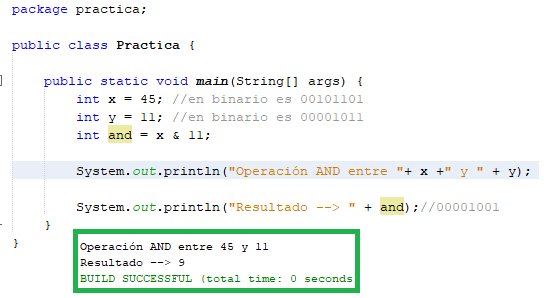 package practica;
public class Practica {
public static void main(String[] args) {
int x = 45; //en binario es 00101101
int y = 11; //en binario es 00001011
int and = x & 11;
System.out.println("Operación AND entre "+ x +" y " + y);
System.out.println("Resultado --> " + and);//00001001
}
}
Operación AND entre 45 y 11
Resultado --> 9
BUILD SUCCESSFUL (total time: 0 seconds